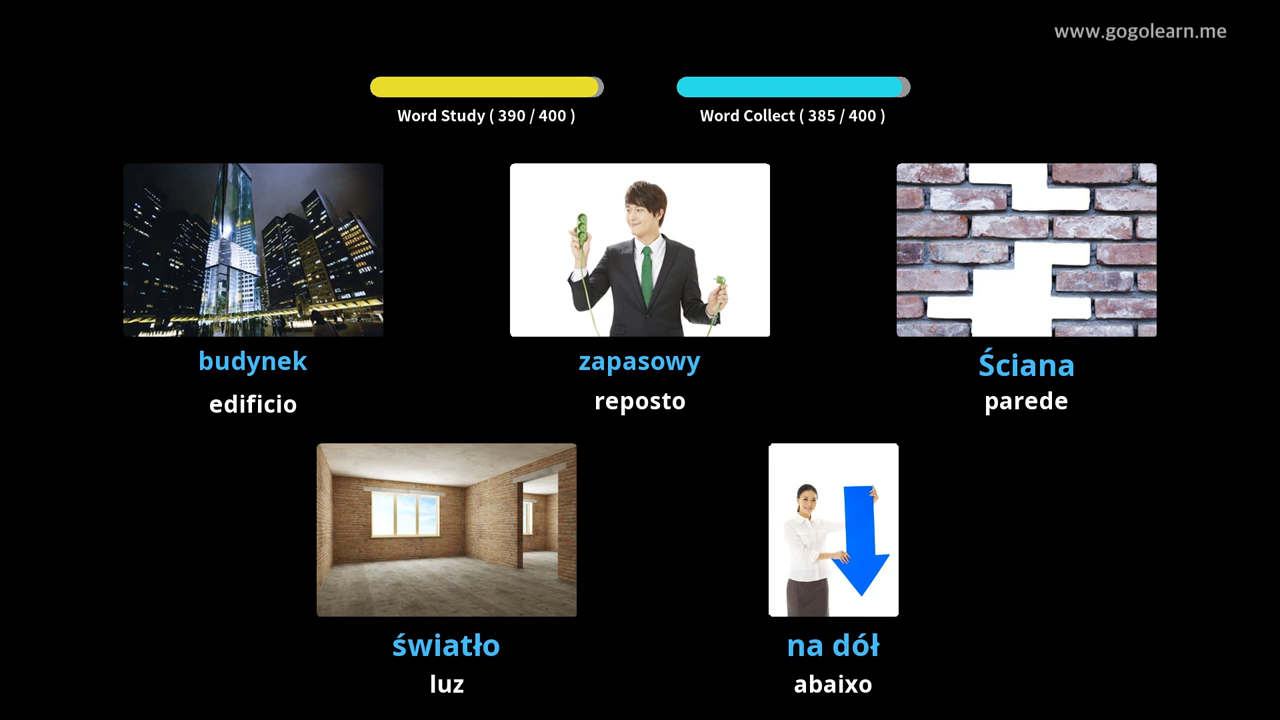 www.gogolearn.me
Word Study ( 390 / 400 )
Word Collect ( 385 / 400 )
budynek
edificio
zapasowy
reposto
Ściana
parede
światło
luz
na dół
abaixo